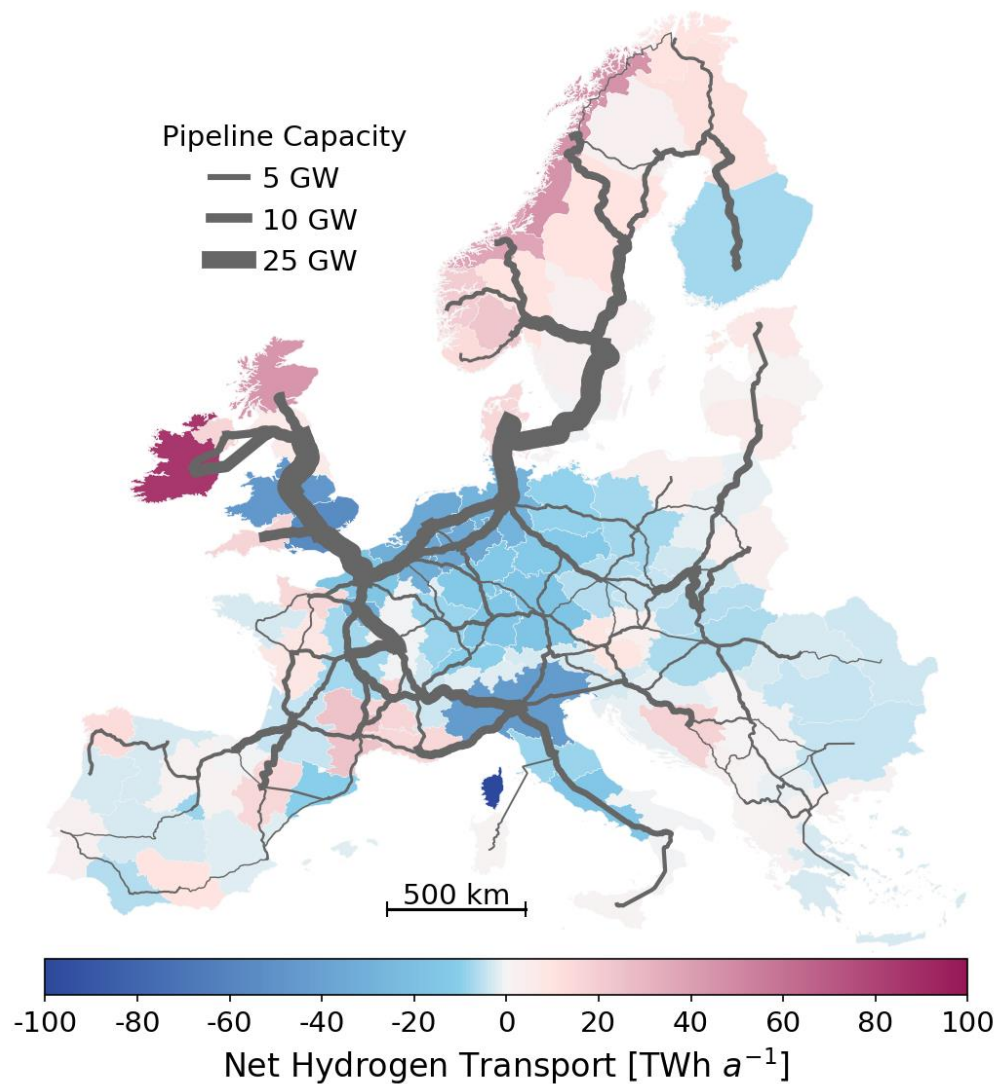 Pipeline Capacity
5 GW
10 GW
25 GW
500 km
-100 -80 -60 -40 -20 0 20 40 60 80 100
Net Hydrogen Transport [TWh a⁻¹]